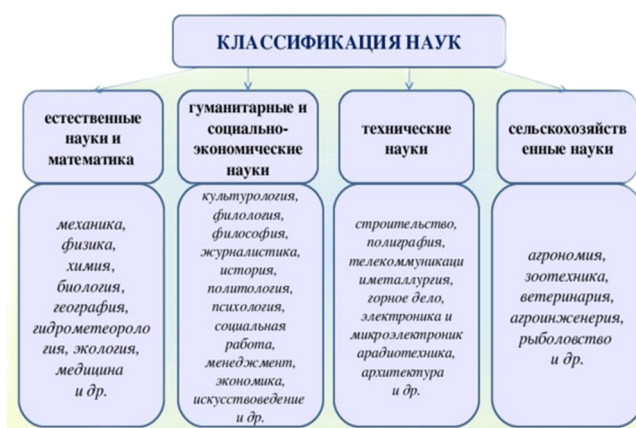 КЛАССИФИКАЦИЯ НАУК
естественные
науки и
математика
гуманитарные и
социально-
экономические
науки
технические
науки
сельскохозяйств
енные науки
механика,
физика,
химия,
биология,
география,
гидрометеороло
гия, экология,
медицина
и др.
культурология,
филология,
философия,
журналистика,
история,
политология,
психология,
социальная
работа,
менеджмент,
экономика,
искусствоведение
и др.
строительство,
полиграфия,
телекоммуникаци
иметаллургия,
горное дело,
электроника и
микроэлектроник
арадиотехника,
архитектура
и др.
агрономия,
зоотехника,
ветеринария,
агроинженерия,
рыболовство
и др.